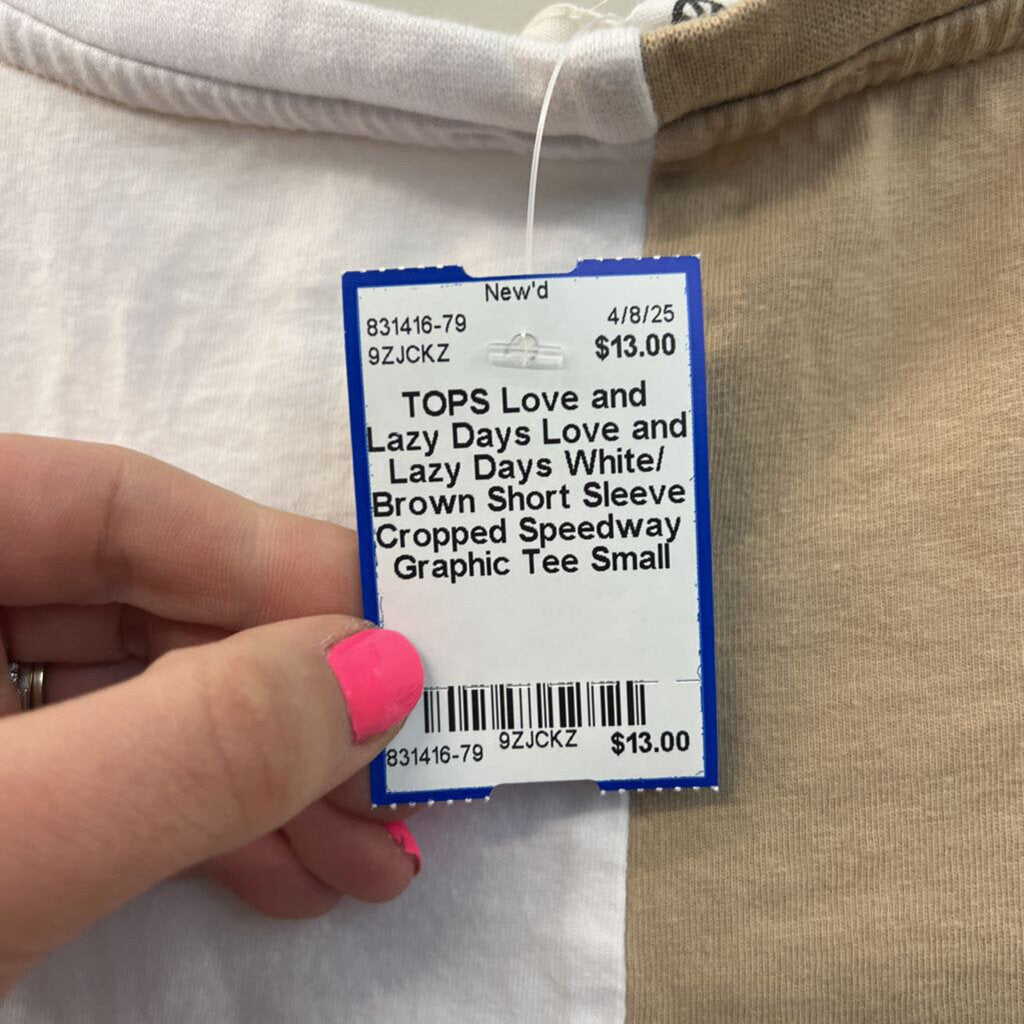 New'd
831416-79 4/8/25
9ZJCKZ $13.00
TOPS Love and
Lazy Days Love and
Lazy Days White/
Brown Short Sleeve
Cropped Speedway
Graphic Tee Small
831416-79 9ZJCKZ $13.00